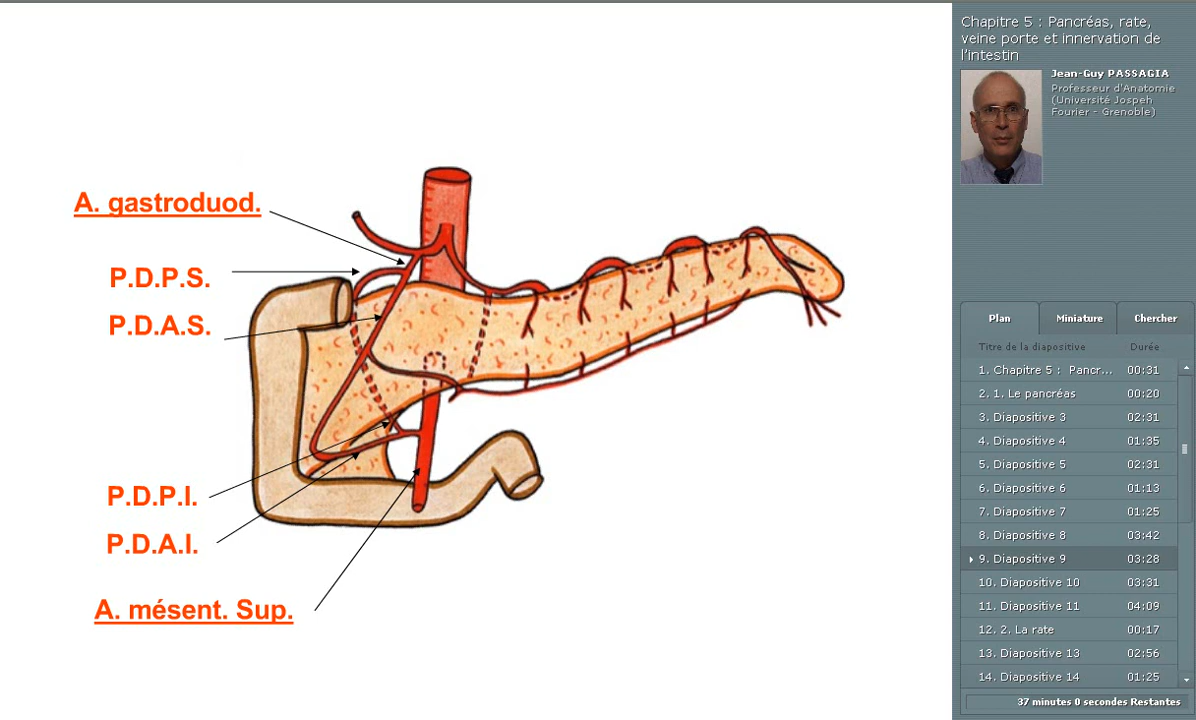 A. gastroduod.
P.D.P.S.
P.D.A.S.
P.D.P.I.
P.D.A.I.
A. mésent. Sup.
Chapitre 5 : Pancréas, rate,
veine porte et innervation de
l'intestin
Jean-Guy PASSAGIA
Professeur d'Anatomie
(Université Jospeh
Fourier - Grenoble)
Plan Miniature Chercher
Titre de la diapositive Durée
1. Chapitre 5 : Pancr... 00:31
2. 1. Le pancréas 00:20
3. Diapositive 3 02:31
4. Diapositive 4 01:35
5. Diapositive 5 02:31
6. Diapositive 6 01:13
7. Diapositive 7 01:25
8. Diapositive 8 03:42
9. Diapositive 9 03:28
10. Diapositive 10 03:31
11. Diapositive 11 04:09
12. 2. La rate 00:17
13. Diapositive 13 02:56
14. Diapositive 14 01:25
37 minutes 0 secondes Restantes